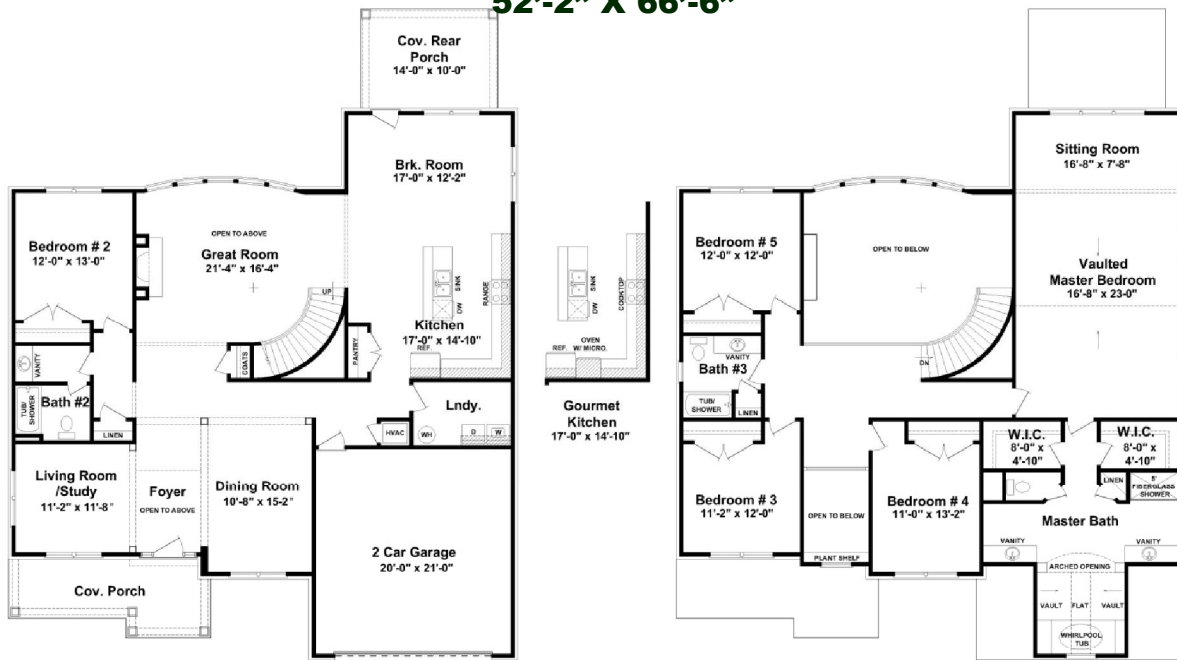 52'-2" X 66'-6"
Cov. Rear
Porch
14'-0" x 10'-0"
Brk. Room
17'-0" x 12'-2"
Bedroom # 2
12'-0" x 13'-0"
OPEN TO ABOVE
Great Room
21'-4" x 16'-4"
UP
SINK
DW
RANGE
Kitchen
17'-0" x 14'-10"
REF.
PANTRY
COATS
VANITY
Bath #2
TUB/
SHOWER
LINEN
Lndy.
HVAC
WH
D
W
Living Room
/Study
11'-2" x 11'-8"
Foyer
OPEN TO ABOVE
Dining Room
10'-8" x 15-2"
2 Car Garage
20'-0" x 21'-0"
Cov. Porch
SINK
DW
COOKTOP
OVEN
W/ MICRO.
REF.
Gourmet
Kitchen
17'-0" x 14'-10"
Sitting Room
16'-8" x 7'-8"
Bedroom # 5
12'-0" x 12'-0"
OPEN TO BELOW
Vaulted
Master Bedroom
16'-8" x 23-0"
DN
VANITY
Bath #3
TUB/
SHOWER
LINEN
W.I.C.
8'-0" x
4'-10"
W.I.C.
8'-0" x
4'-10"
LINEN
5'
FIBERGLASS
SHOWER
Bedroom # 3
11'-2" x 12'-0"
OPEN TO BELOW
PLANT SHELF
Bedroom # 4
11'-0" x 13'-2"
Master Bath
VANITY
VANITY
ARCHED OPENING
VAULT
FLAT
VAULT
WHIRLPOOL
TUB